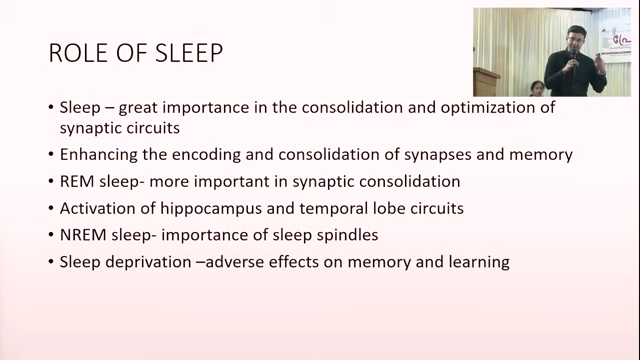 ROLE OF SLEEP
• Sleep – great importance in the consolidation and optimization of
synaptic circuits
• Enhancing the encoding and consolidation of synapses and memory
• REM sleep- more important in synaptic consolidation
• Activation of hippocampus and temporal lobe circuits
• NREM sleep- importance of sleep spindles
• Sleep deprivation –adverse effects on memory and learning